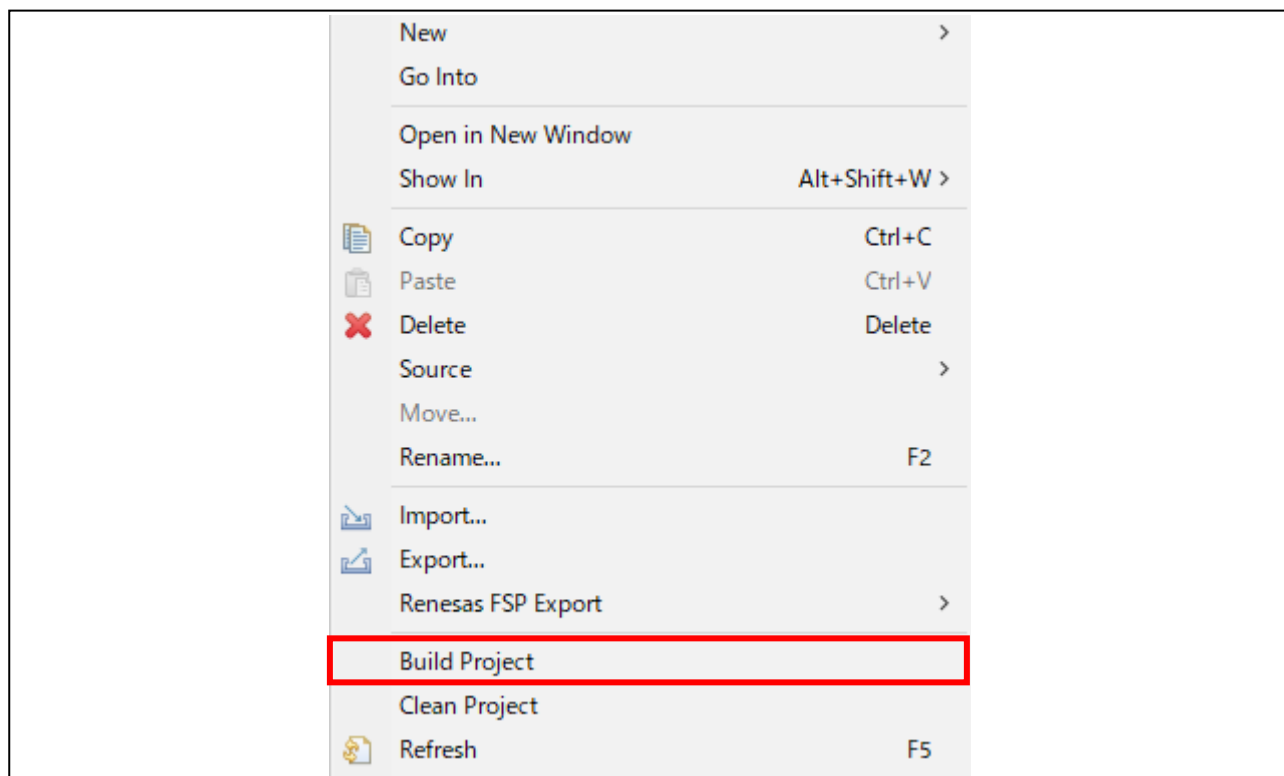 New >
Go Into
Open in New Window
Show In Alt+Shift+W >
Copy Ctrl+C
Paste Ctrl+V
Delete Delete
Source >
Move...
Rename... F2
Import...
Export...
Renesas FSP Export >
Build Project
Clean Project
Refresh F5